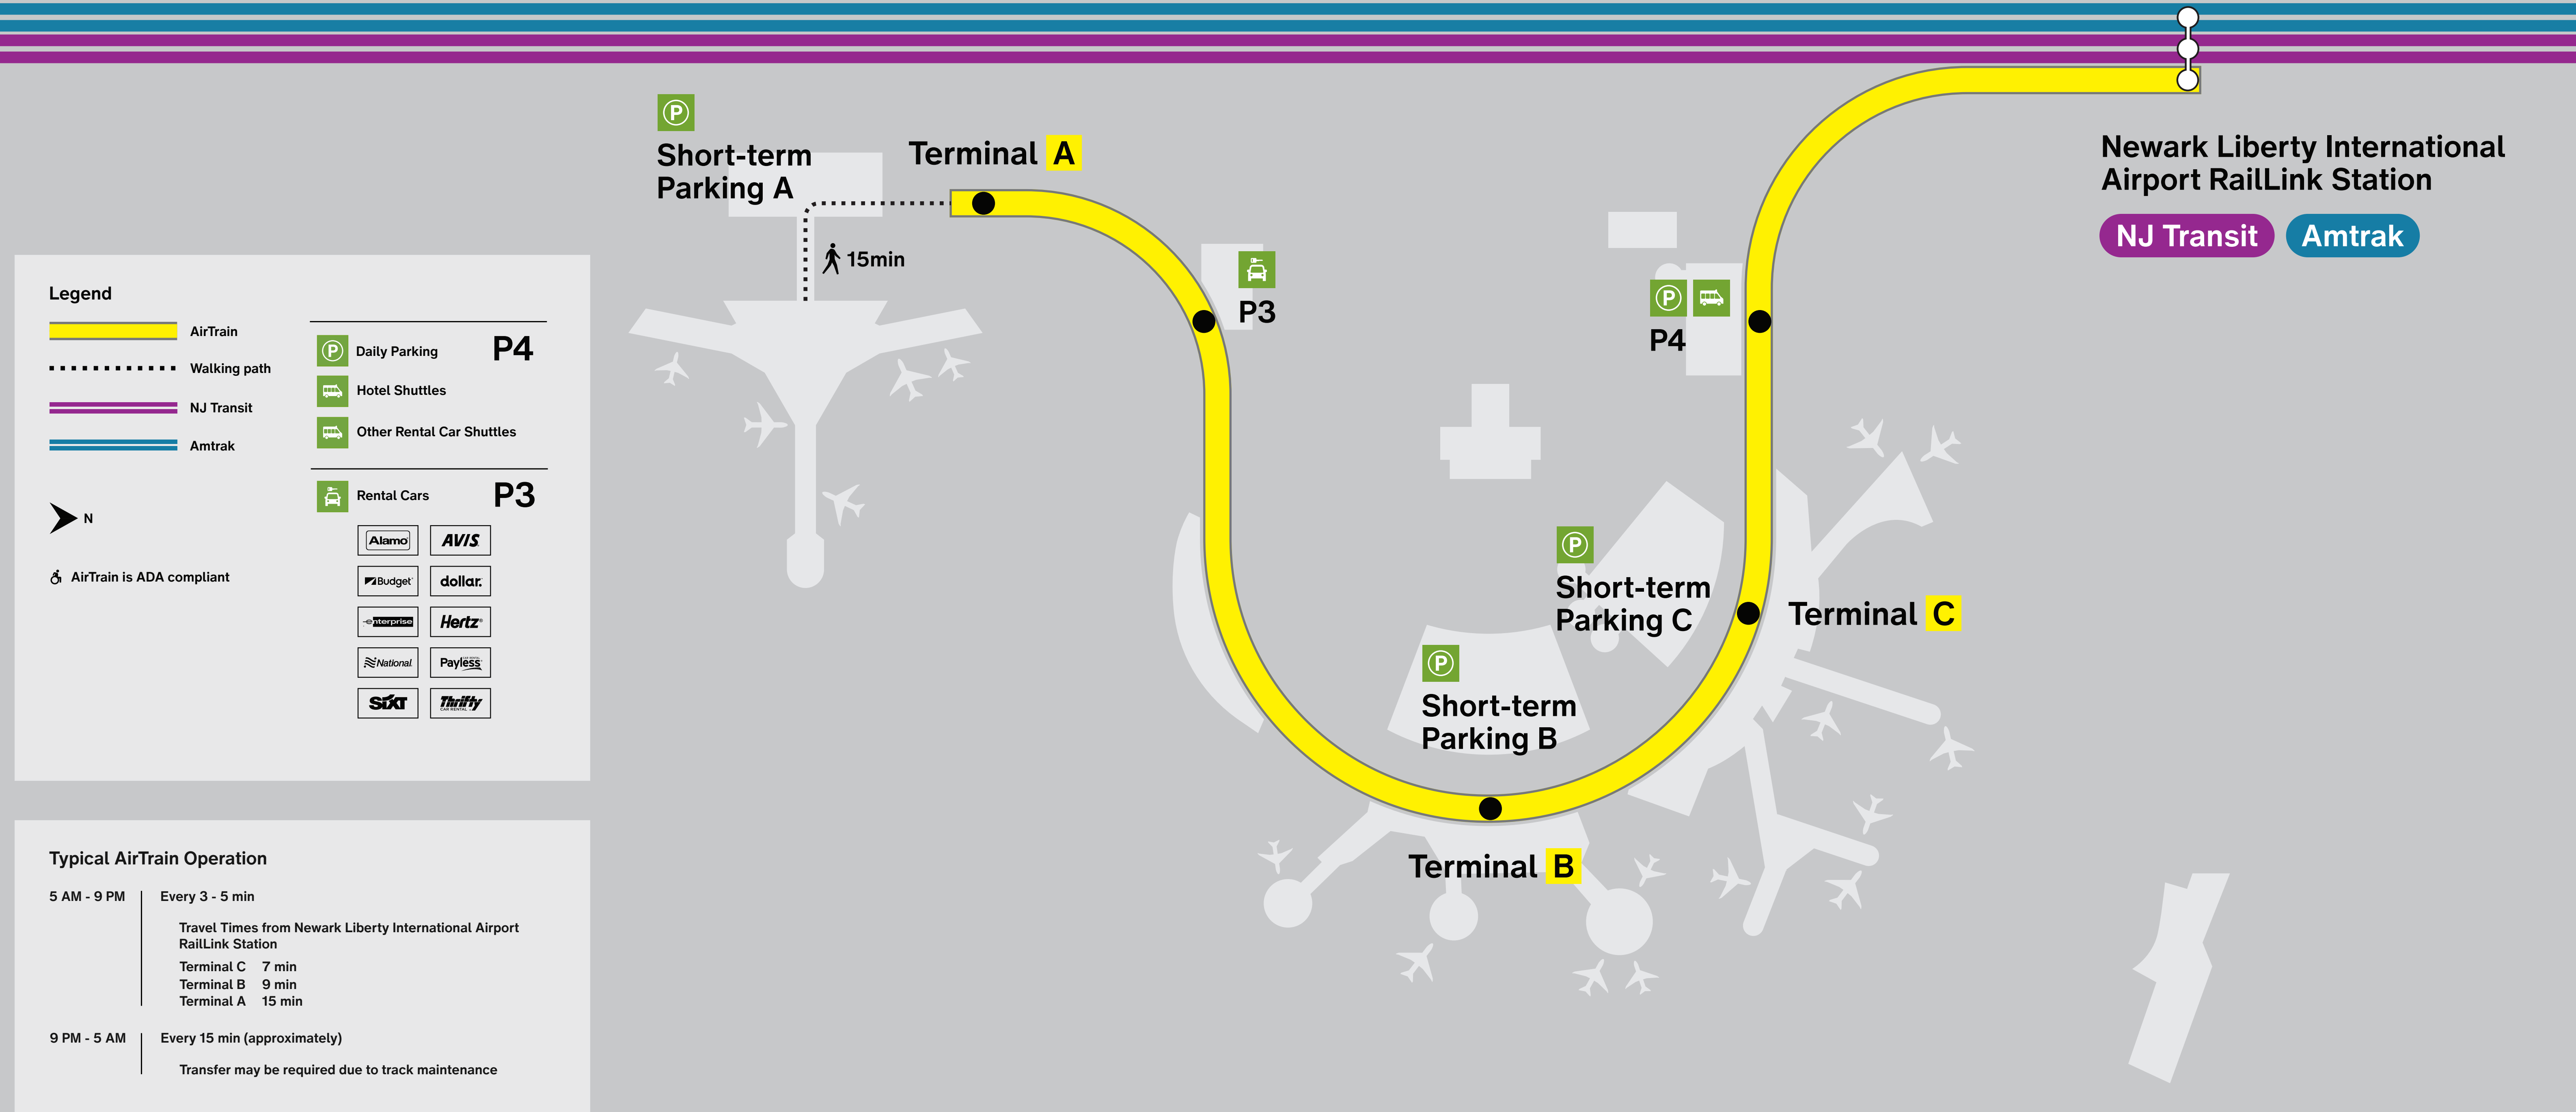 P
Short-term
Parking A
Terminal A
15min
P3
P
P4
Newark Liberty International
Airport RailLink Station
NJ Transit Amtrak
P
Short-term
Parking C
Terminal C
P
Short-term
Parking B
Terminal B
Legend
AirTrain
Walking path
NJ Transit
Amtrak
N
AirTrain is ADA compliant
P Daily Parking P4
Hotel Shuttles
Other Rental Car Shuttles
Rental Cars P3
Alamo AVIS
Budget dollar.
enterprise Hertz
National Payless
CAR RENTAL
SIXT Thrifty
CAR RENTAL
Typical AirTrain Operation
5 AM - 9 PM Every 3 - 5 min
Travel Times from Newark Liberty International Airport
RailLink Station
Terminal C 7 min
Terminal B 9 min
Terminal A 15 min
9 PM - 5 AM Every 15 min (approximately)
Transfer may be required due to track maintenance